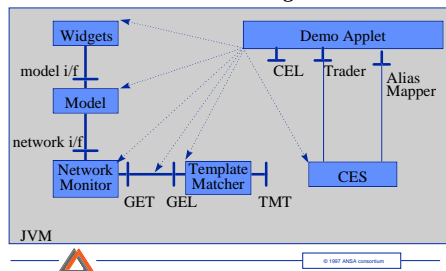 Widgets
Demo Applet
model i/f
CEL
Trader
Alias
Mapper
Model
network i/f
Network
Monitor
Template
Matcher
CES
GET
GEL
TMT
JVM
© 1997 ANSA consortium